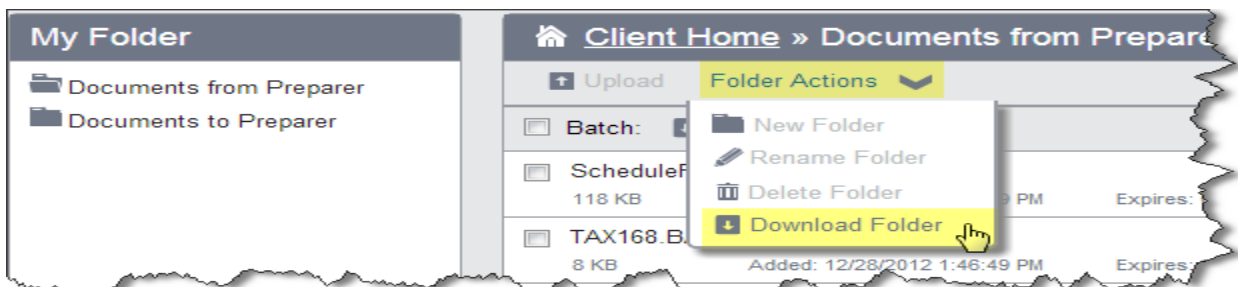 My Folder
Documents from Preparer
Documents to Preparer
Client Home » Documents from
Upload Folder Actions
Batch:
New Folder
Rename Folder
Delete Folder
Download Folder
118 KB PM Expires:
TAX168.B
8 KB Added: 12/28/2012 1:46:49 PM Expires: